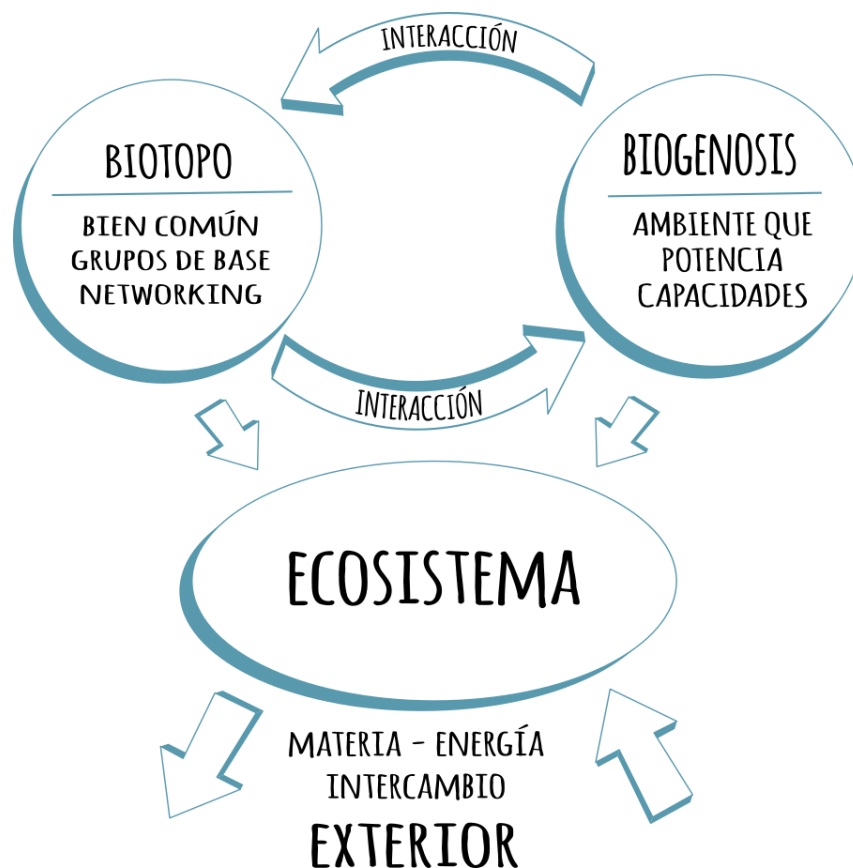 INTERACCIÓN
BIOTOPO
BIEN COMÚN
GRUPOS DE BASE
NETWORKING
BIOGENOSIS
AMBIENTE QUE
POTENCIA
CAPACIDADES
INTERACCIÓN
ECOSISTEMA
MATERIA - ENERGÍA
INTERCAMBIO
EXTERIOR